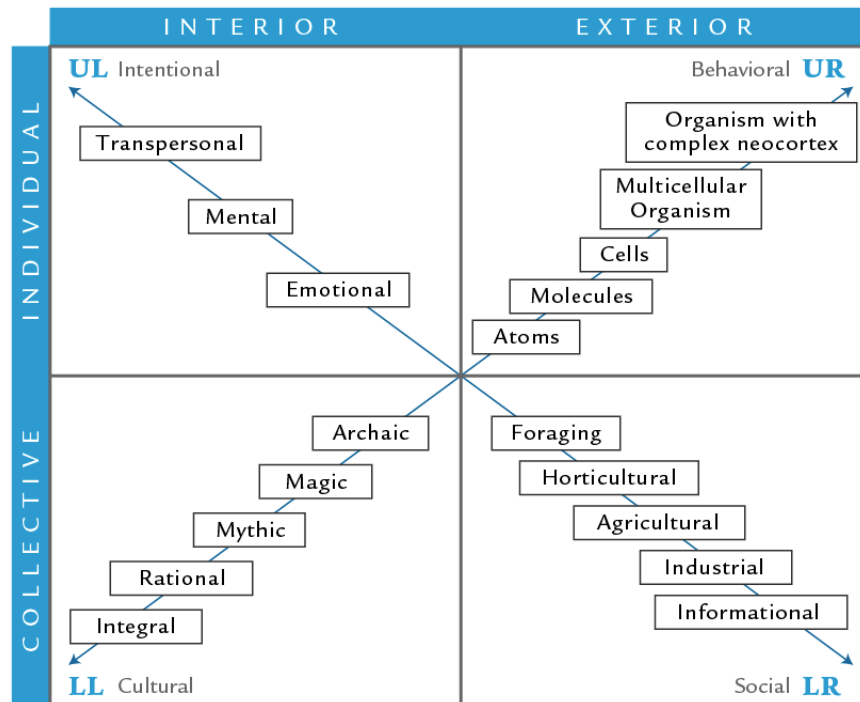 INTERIOR
EXTERIOR
INDIVIDUAL
COLLECTIVE
UL Intentional
Transpersonal
Mental
Emotional
Behavioral UR
Organism with
complex neocortex
Multicellular
Organism
Cells
Molecules
Atoms
Archaic
Magic
Mythic
Rational
Integral
LL Cultural
Foraging
Horticultural
Agricultural
Industrial
Informational
Social LR